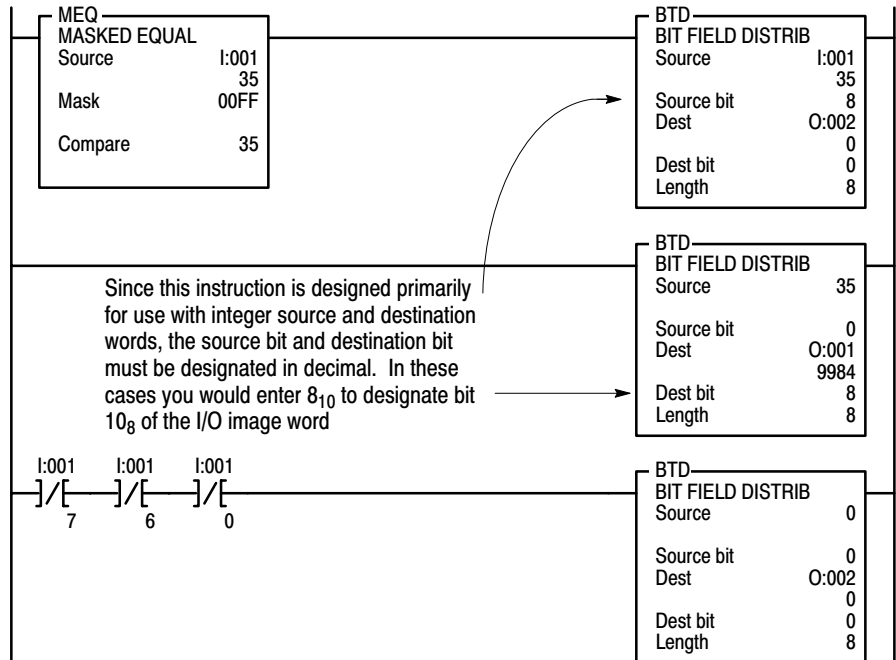 MEQ
MASKED EQUAL
Source I:001
35
Mask 00FF
Compare 35
BTD
BIT FIELD DISTRIB
Source I:001
35
Source bit 8
Dest O:002
0
Dest bit 0
Length 8
BTD
BIT FIELD DISTRIB
Source 35
Source bit 0
Dest O:001
9984
Dest bit 8
Length 8
Since this instruction is designed primarily
for use with integer source and destination
words, the source bit and destination bit
must be designated in decimal. In these
cases you would enter 8₁₀ to designate bit
10₈ of the I/O image word
I:001 I:001 I:001
7 6 0
BTD
BIT FIELD DISTRIB
Source 0
Source bit 0
Dest O:002
0
Dest bit 0
Length 8